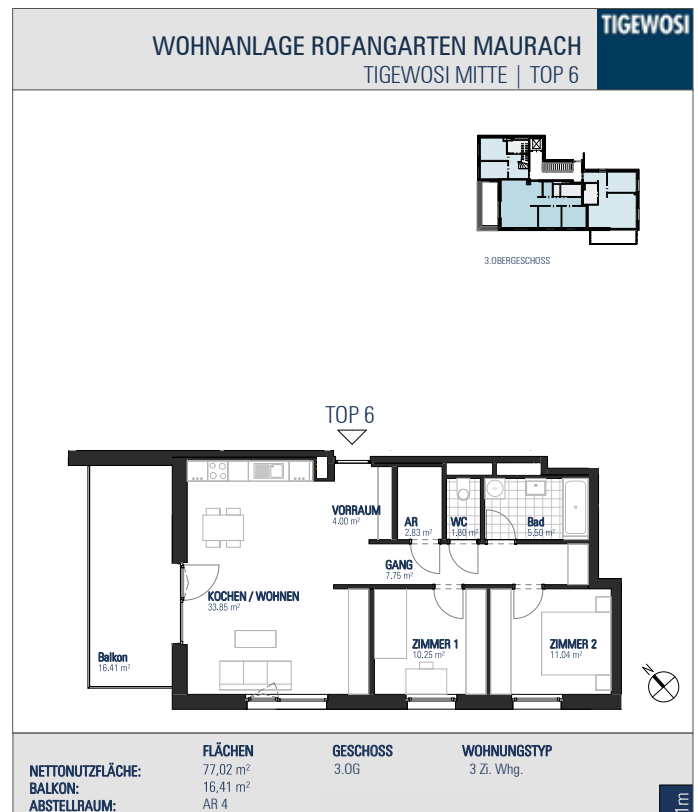 WOHNANLAGE ROFANGARTEN MAURACH
TIGEWOSI MITTE | TOP 6
TIGEWOSI
3.OBERGESCHOSS
TOP 6
VORRAUM
4.00 m²
AR
2.83 m²
WC
1.80 m²
Bad
5.50 m²
GANG
7.75 m²
KOCHEN / WOHNEN
33.85 m²
Balkon
16.41 m²
ZIMMER 1
10.25 m²
ZIMMER 2
11.04 m²
N
FLÄCHEN GESCHOSS WOHNUNGSTYP
NETTONUTZFLÄCHE: 77,02 m² 3.OG 3 Zi. Whg.
BALKON: 16,41 m²
ABSTELLRAUM: AR 4
1m